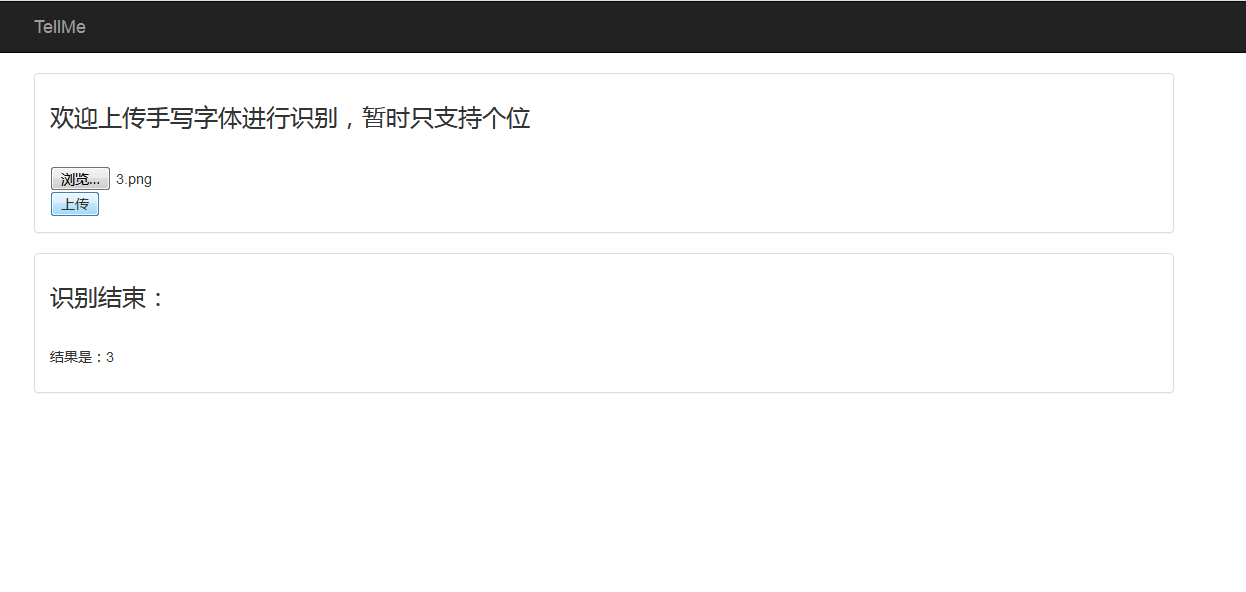 TellMe
欢迎上传手写字体进行识别，暂时只支持个位
浏览... 3.png
上传
识别结束：
结果是：3